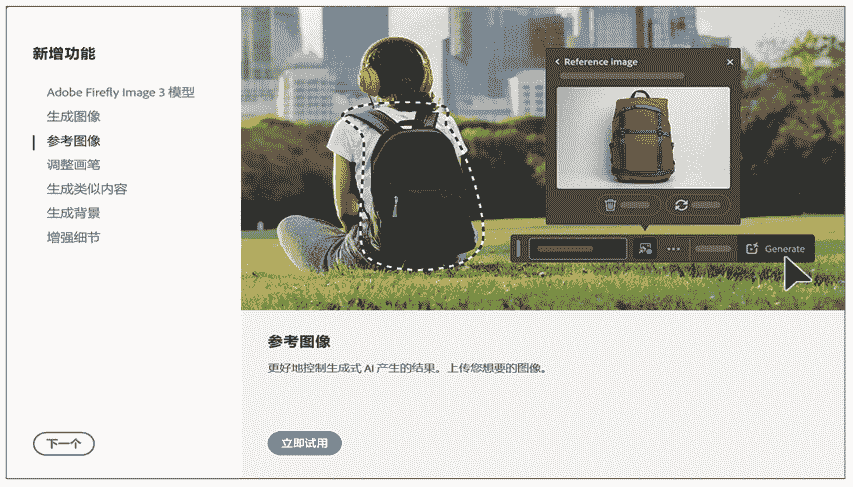 新增功能
Adobe Firefly Image 3 模型
生成图像
参考图像
调整画笔
生成类似内容
生成背景
增强细节
下一个
Reference image
Generate
参考图像
更好地控制生成式 AI 产生的结果。上传您想要的图像。
立即试用